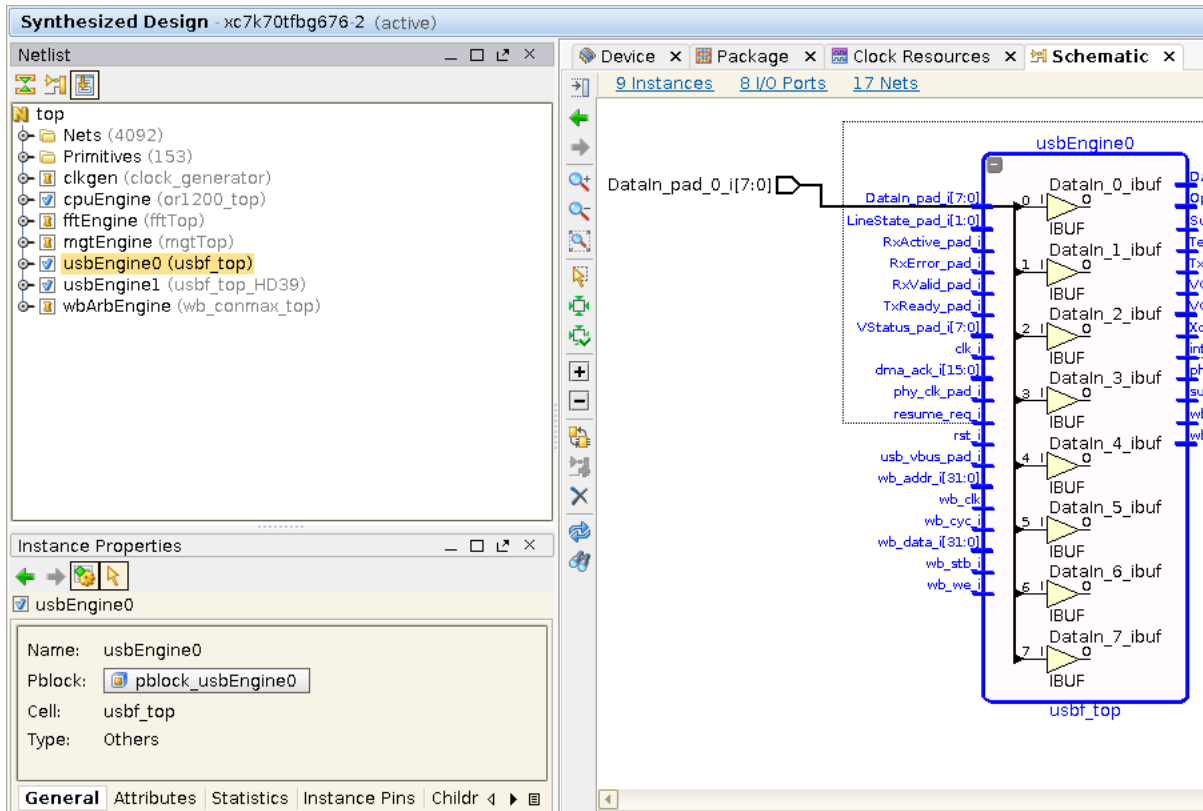 Synthesized Design - xc7k70tfbg676-2 (active)
Netlist
top
Nets (4092)
Primitives (153)
clkgen (clock_generator)
cpuEngine (or1200_top)
fftEngine (fftTop)
mgtEngine (mgtTop)
usbEngine0 (usbf_top)
usbEngine1 (usbf_top_HD39)
wbArbEngine (wb_conmax_top)
Instance Properties
usbEngine0
Name: usbEngine0
Pblock: pblock_usbEngine0
Cell: usbf_top
Type: Others
General Attributes Statistics Instance Pins Childr
Device Package Clock Resources Schematic
9 Instances 8 I/O Ports 17 Nets
usbEngine0
DataIn_pad_0_i[7:0]
DataIn_pad_i[7:0]
LineState_pad_i[1:0]
RxActive_pad_i
RxError_pad_i
RxValid_pad_i
TxReady_pad_i
VStatus_pad_i[7:0]
clk_i
dma_ack_i[15:0]
phy_clk_pad_i
resume_req_i
rst_i
usb_vbus_pad_i
wb_addr_i[31:0]
wb_clk
wb_cyc_i
wb_data_i[31:0]
wb_stb_i
wb_we_i
DataIn_0_ibuf
0 I O
IBUF
DataIn_1_ibuf
1 I O
IBUF
DataIn_2_ibuf
2 I O
IBUF
DataIn_3_ibuf
3 I O
IBUF
DataIn_4_ibuf
4 I O
IBUF
DataIn_5_ibuf
5 I O
IBUF
DataIn_6_ibuf
6 I O
IBUF
DataIn_7_ibuf
7 I O
IBUF
usbf_top